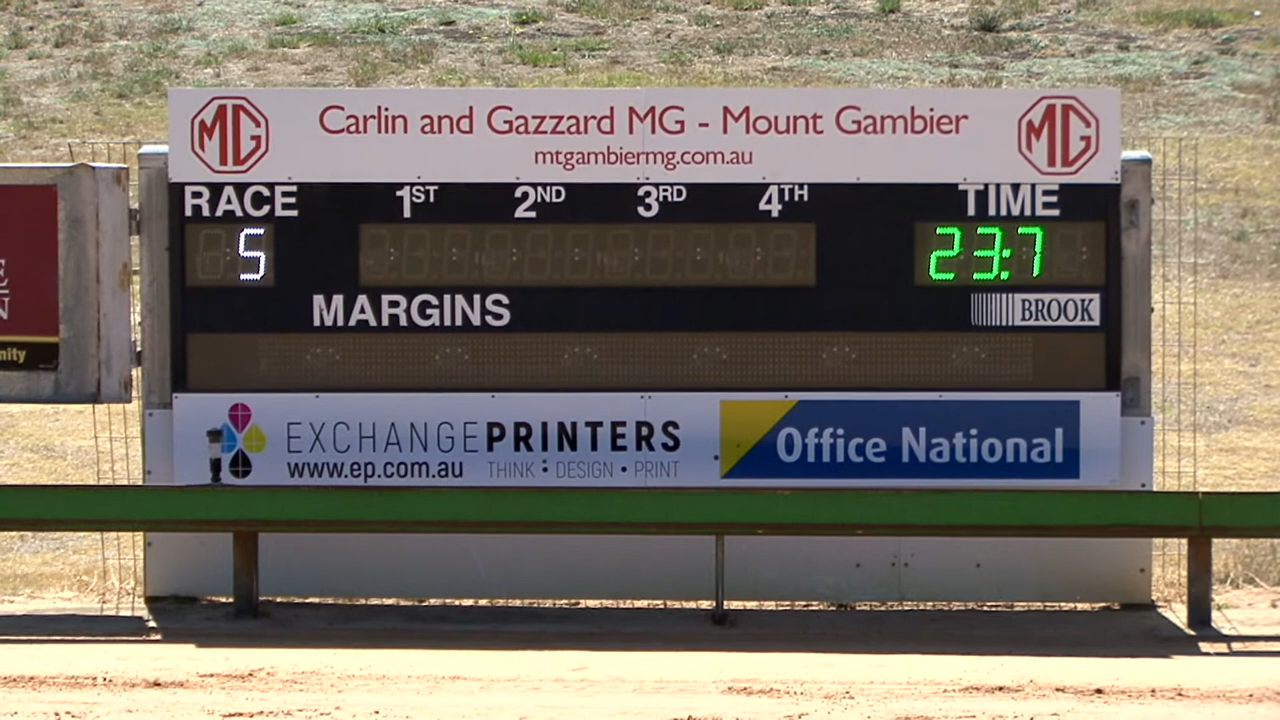 MG
Carlin and Gazzard MG - Mount Gambier
MG
mtgambiermg.com.au
RACE 1ST 2ND 3RD 4TH TIME
5 23:7
MARGINS
BROOK
E
N
nity
EXCHANGEPRINTERS
www.ep.com.au THINK : DESIGN • PRINT
Office National